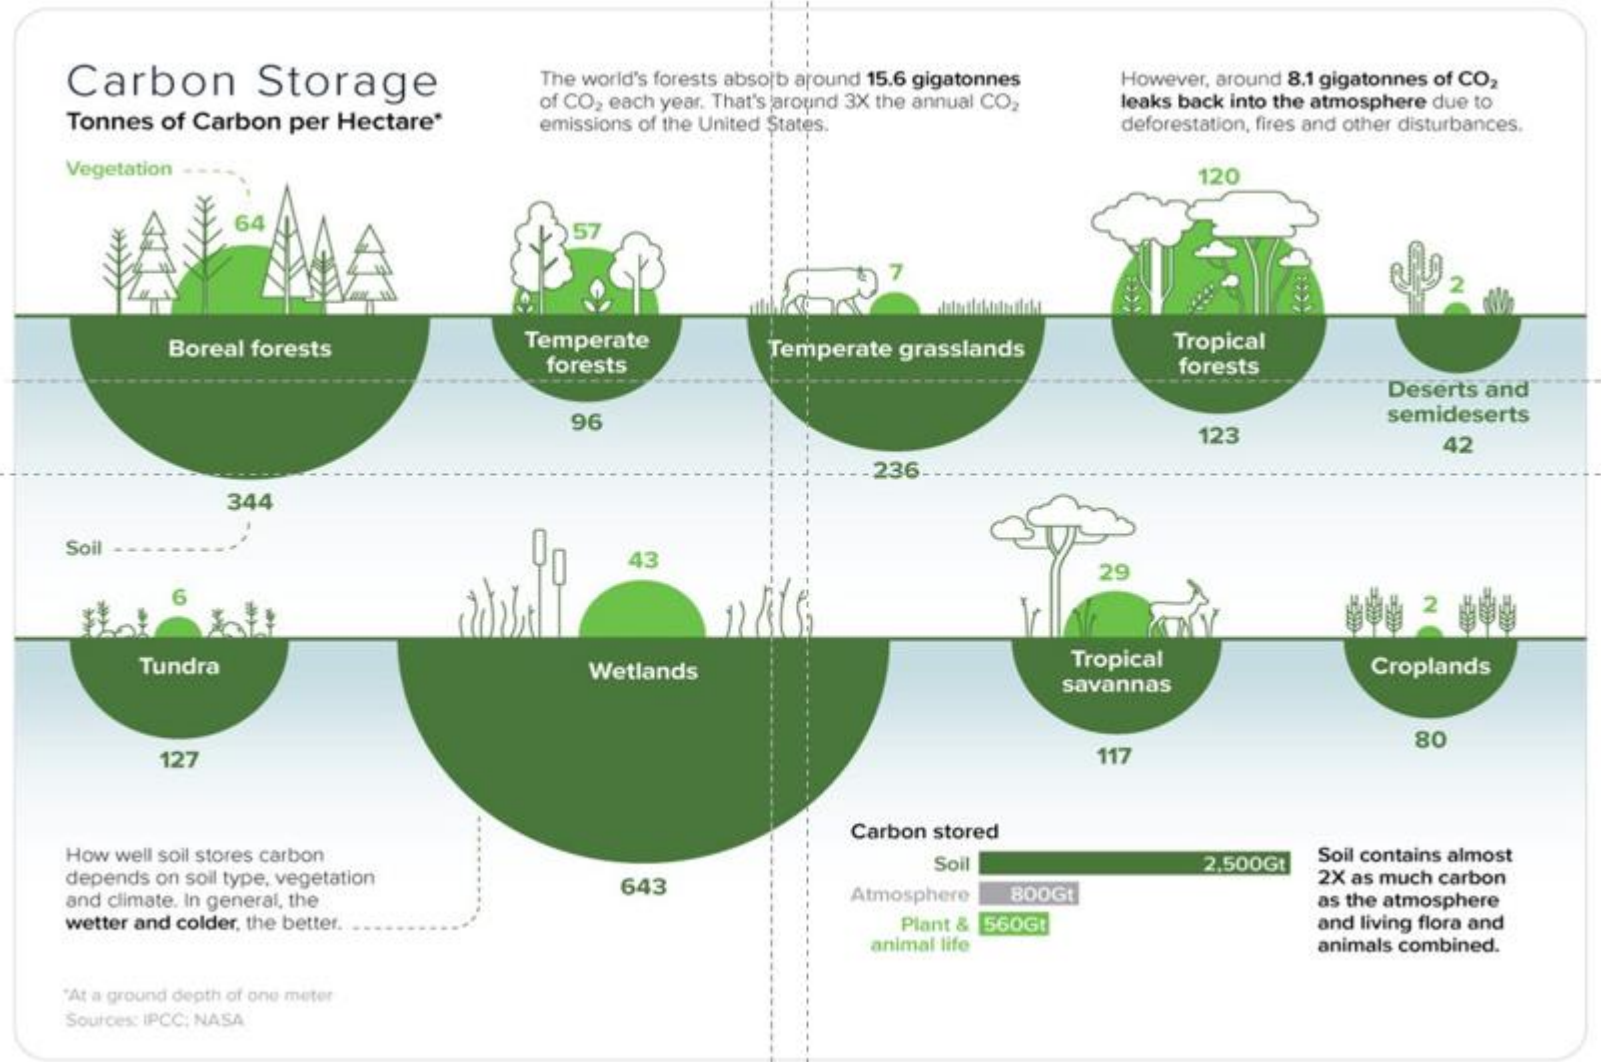 Carbon Storage
Tonnes of Carbon per Hectare*
The world's forests absorb around 15.6 gigatonnes
of CO₂ each year. That's around 3X the annual CO₂
emissions of the United States.
However, around 8.1 gigatonnes of CO₂
leaks back into the atmosphere due to
deforestation, fires and other disturbances.
Vegetation
64
57
7
120
2
Boreal forests
Temperate
forests
Temperate grasslands
Tropical
forests
Deserts and
semideserts
344
96
236
123
42
Soil
6
43
29
2
Tundra
Wetlands
Tropical
savannas
Croplands
127
643
117
80
How well soil stores carbon
depends on soil type, vegetation
and climate. In general, the
wetter and colder, the better.
Carbon stored
Soil 2,500Gt
Atmosphere 800Gt
Plant & 560Gt
animal life
Soil contains almost
2X as much carbon
as the atmosphere
and living flora and
animals combined.
*At a ground depth of one meter
Sources: IPCC; NASA